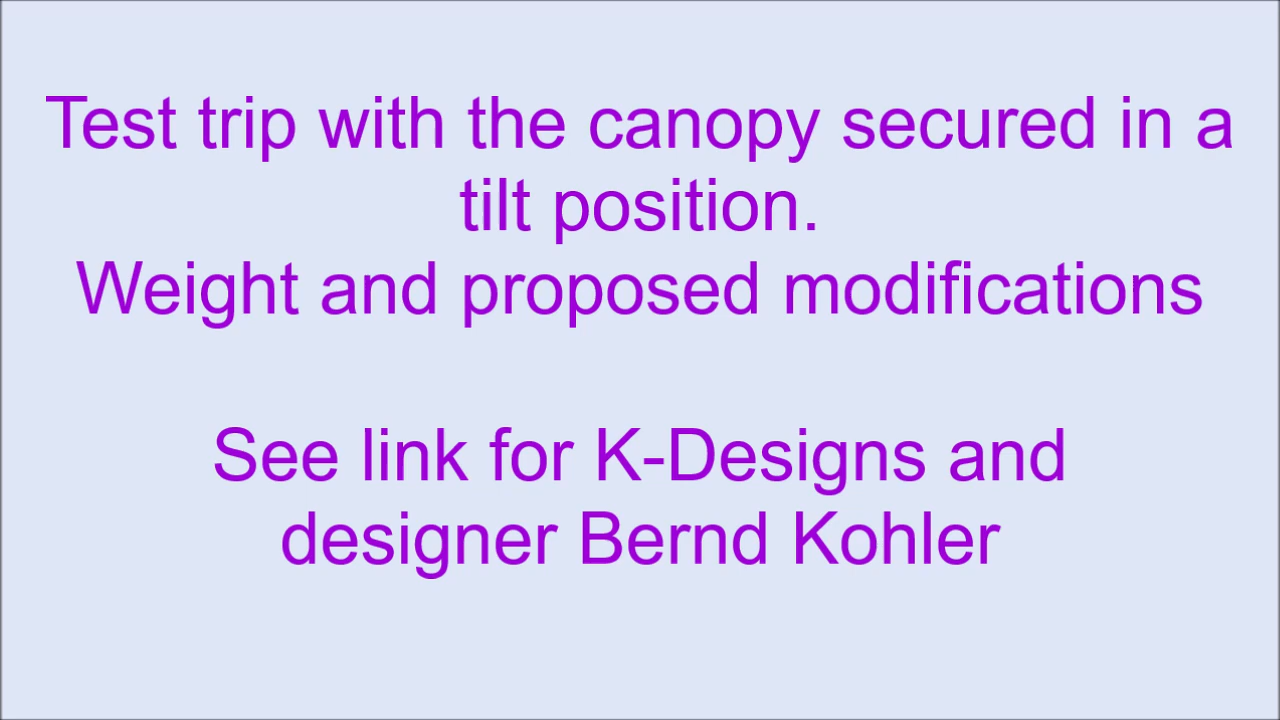 Test trip with the canopy secured in a
tilt position.
Weight and proposed modifications
See link for K-Designs and
designer Bernd Kohler